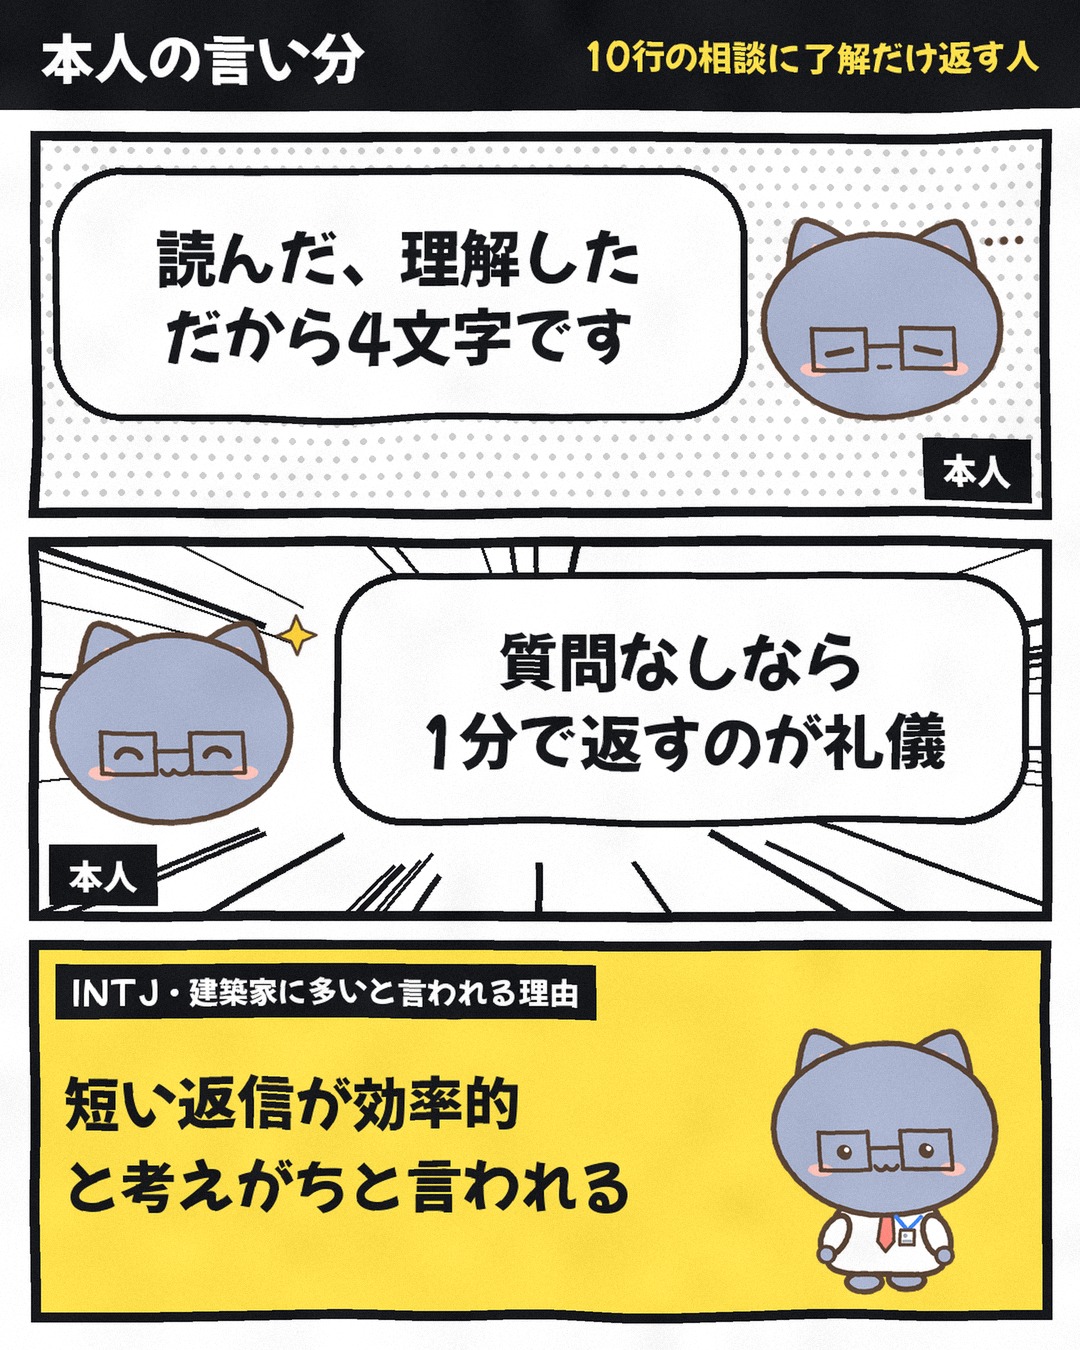 本人の言い分
10行の相談に了解だけ返す人
読んだ、理解した
だから4文字です
本人
質問なしなら
1分で返すのが礼儀
本人
INTJ・建築家に多いと言われる理由
短い返信が効率的
と考えがちと言われる